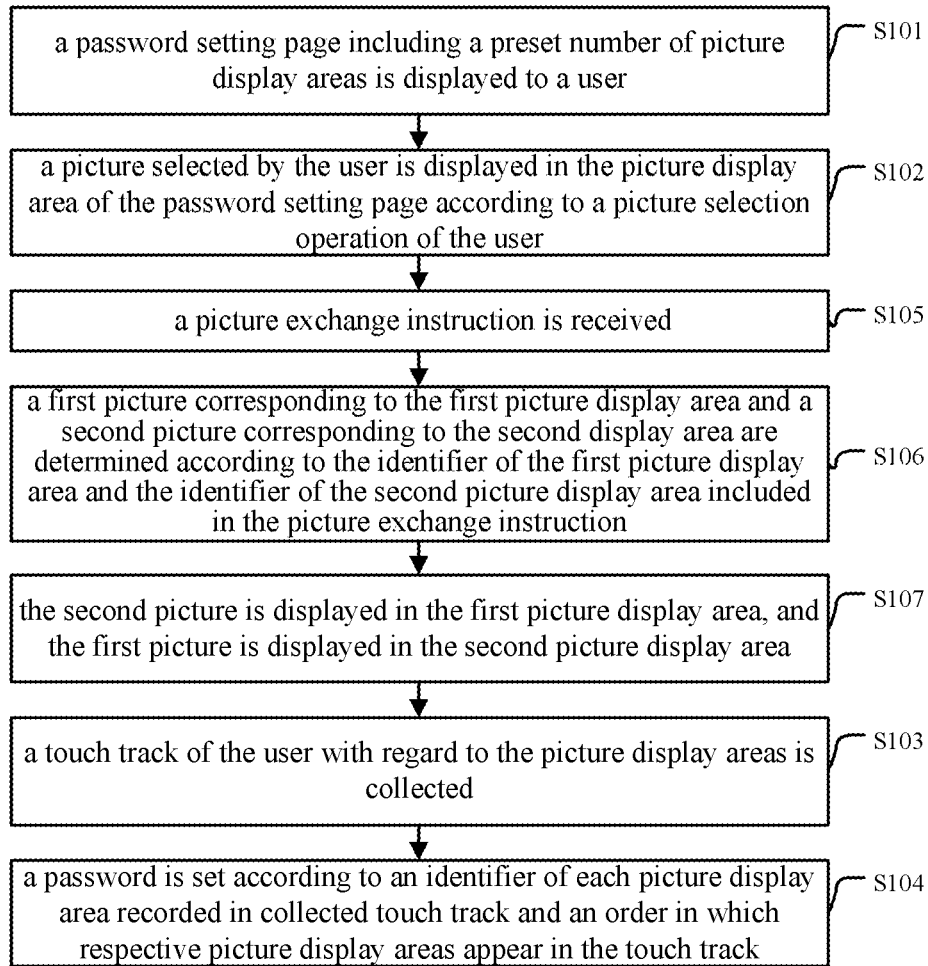 a password setting page including a preset number of picture
display areas is displayed to a user
S101
a picture selected by the user is displayed in the picture display
area of the password setting page according to a picture selection
operation of the user
S102
a picture exchange instruction is received
S105
a first picture corresponding to the first picture display area and a
second picture corresponding to the second display area are
determined according to the identifier of the first picture display
area and the identifier of the second picture display area included
in the picture exchange instruction
S106
the second picture is displayed in the first picture display area, and
the first picture is displayed in the second picture display area
S107
a touch track of the user with regard to the picture display areas is
collected
S103
a password is set according to an identifier of each picture display
area recorded in collected touch track and an order in which
respective picture display areas appear in the touch track
S104